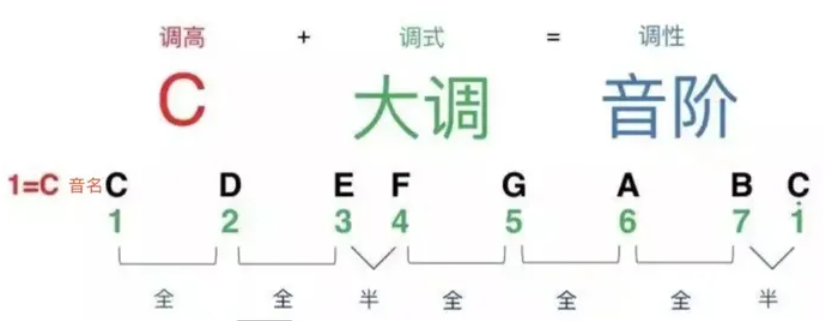 调高 + 调式 = 调性
C 大调 音阶
1=C 音名 C D E F G A B C
1 2 3 4 5 6 7 1̇
全 全 半 全 全 全 半